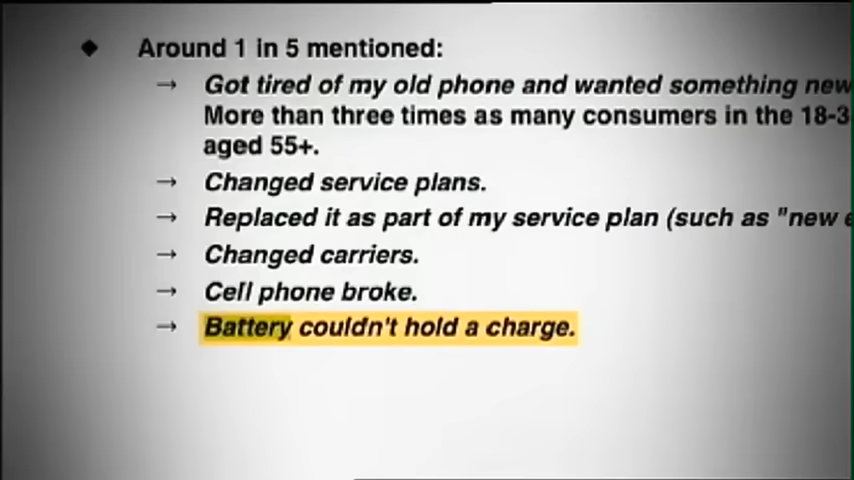 ◆ Around 1 in 5 mentioned:
→ Got tired of my old phone and wanted something new
More than three times as many consumers in the 18-3
aged 55+.
→ Changed service plans.
→ Replaced it as part of my service plan (such as "new e
→ Changed carriers.
→ Cell phone broke.
→ Battery couldn't hold a charge.